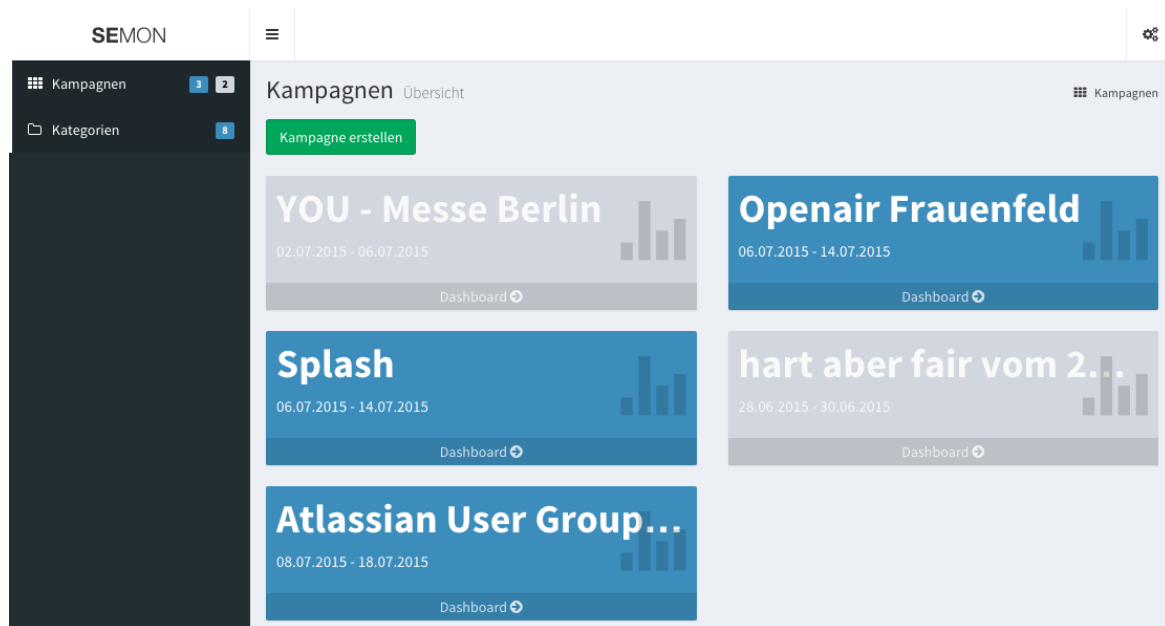 SEMON
Kampagnen 3 2
Kategorien 8
Kampagnen Übersicht
Kampagnen
Kampagne erstellen
YOU - Messe Berlin
02.07.2015 - 06.07.2015
Dashboard
Openair Frauenfeld
06.07.2015 - 14.07.2015
Dashboard
Splash
06.07.2015 - 14.07.2015
Dashboard
hart aber fair vom 2...
28.06.2015 - 30.06.2015
Dashboard
Atlassian User Group...
08.07.2015 - 18.07.2015
Dashboard